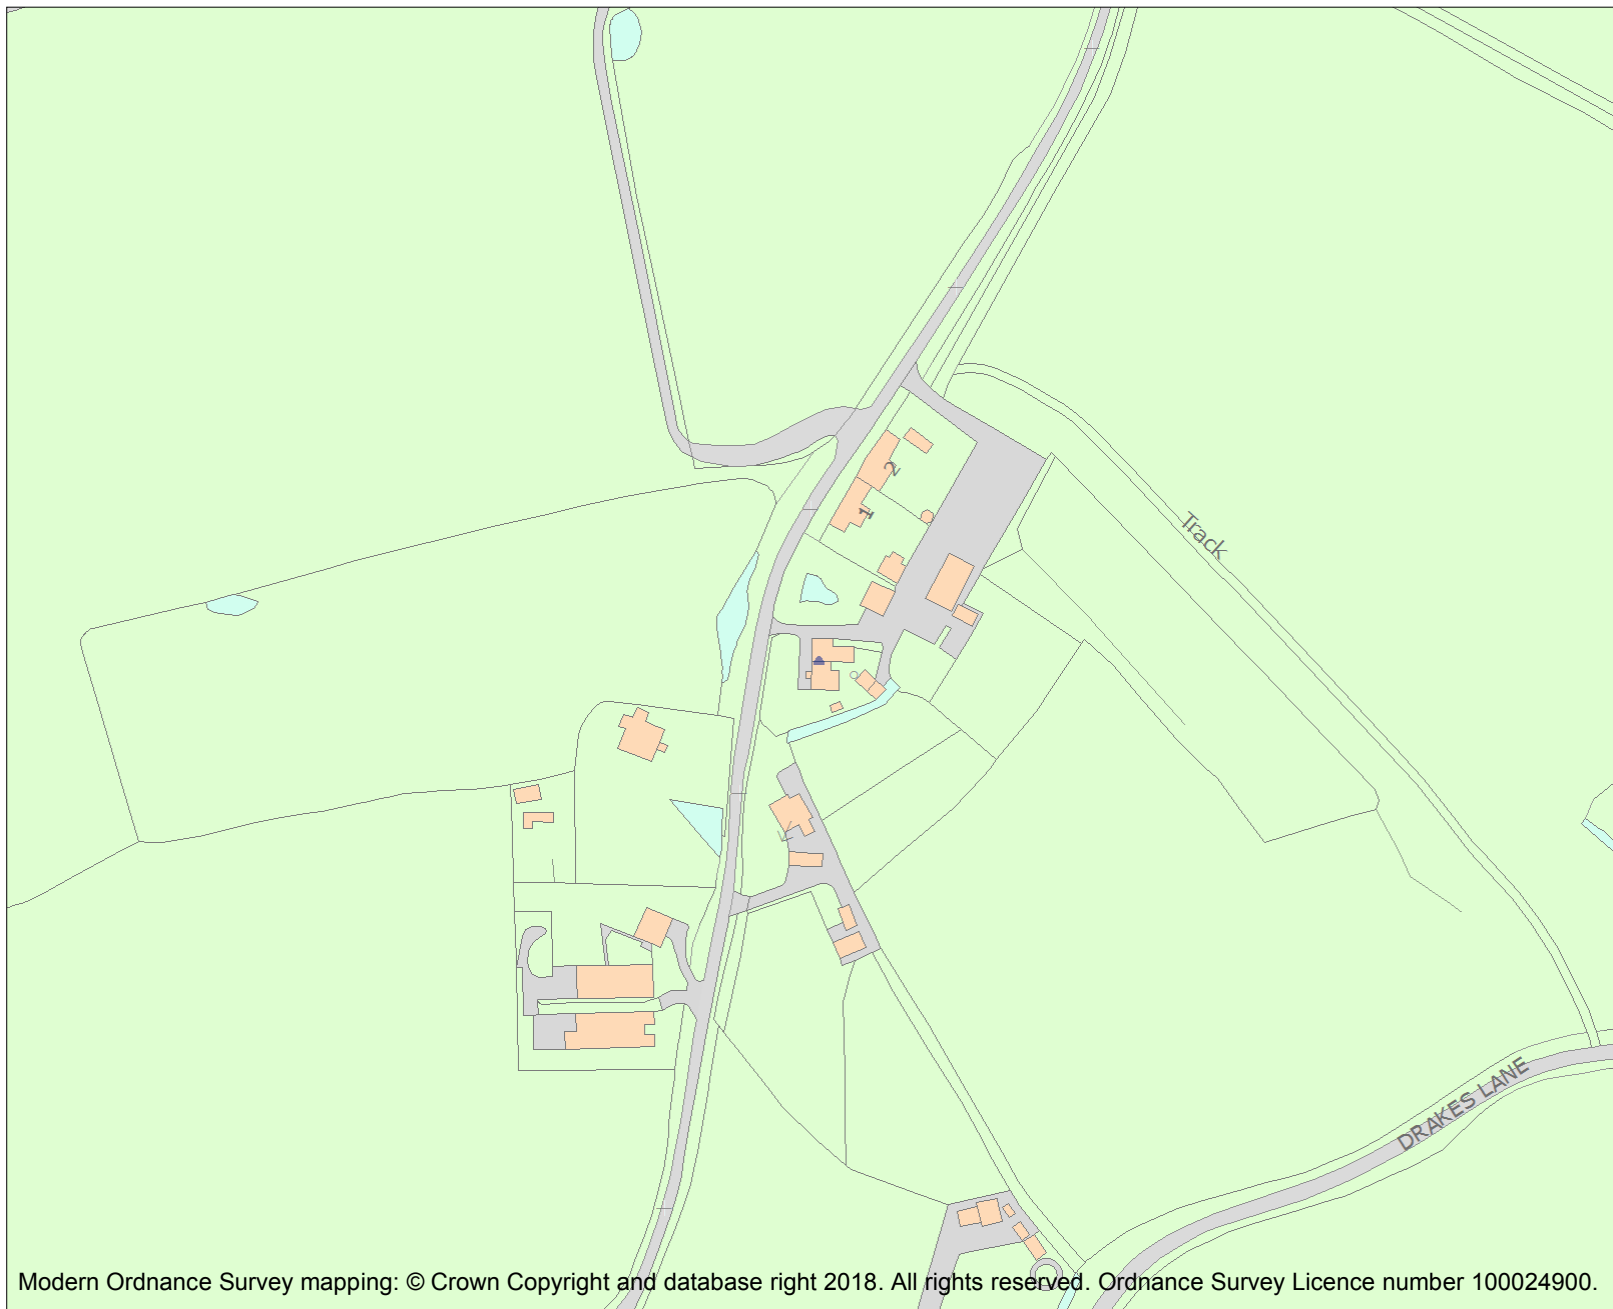 2
1
Track
DRAKES LANE
Modern Ordnance Survey mapping: © Crown Copyright and database right 2018. All rights reserved. Ordnance Survey Licence number 100024900.